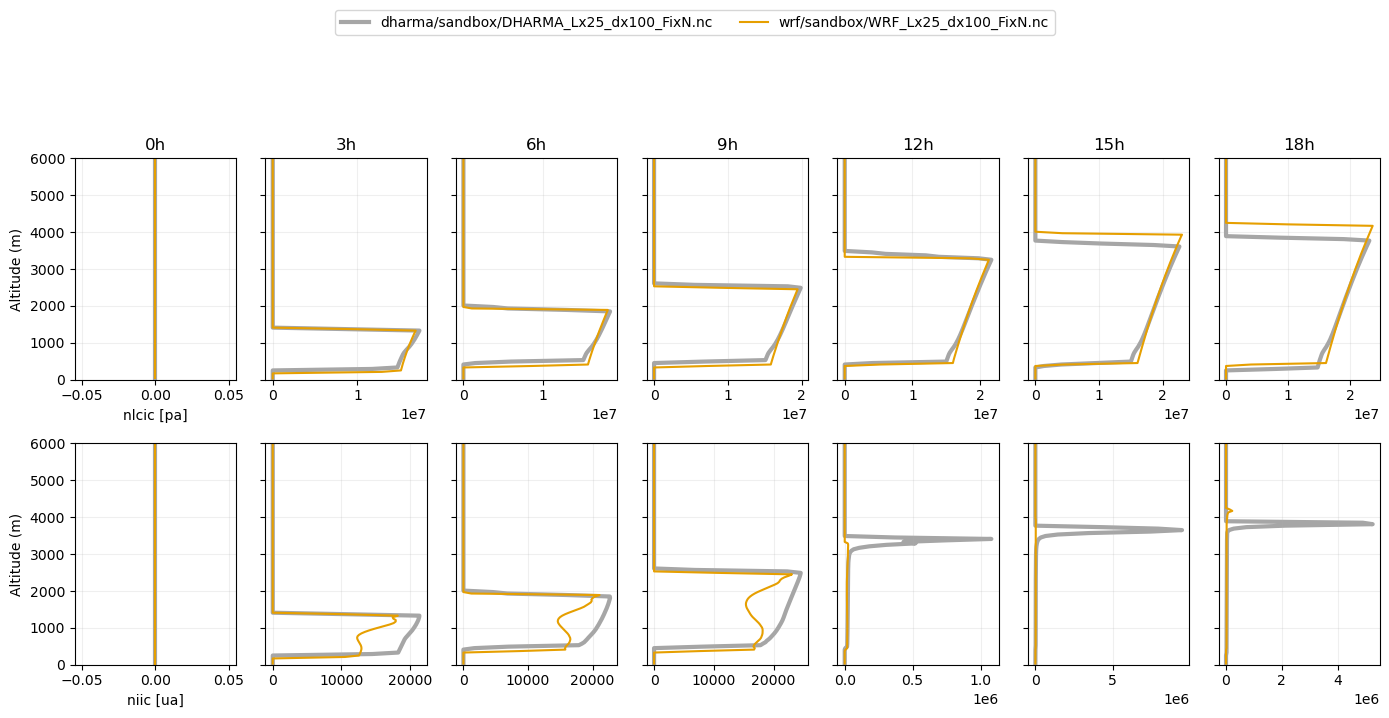 dharma/sandbox/DHARMA_Lx25_dx100_FixN.nc wrf/sandbox/WRF_Lx25_dx100_FixN.nc
0h 3h 6h 9h 12h 15h 18h
6000
5000
4000
3000
2000
1000
0
Altitude (m)
−0.05 0.00 0.05 0 1 0 1 0 1 2 0 1 2 0 1 2 0 1 2
nlcic [pa] 1e7 1e7 1e7 1e7 1e7 1e7
6000
5000
4000
3000
2000
1000
0
Altitude (m)
−0.05 0.00 0.05 0 10000 20000 0 10000 20000 0 10000 20000 0.0 0.5 1.0 0 5 0 2 4
niic [ua] 1e6 1e6 1e6